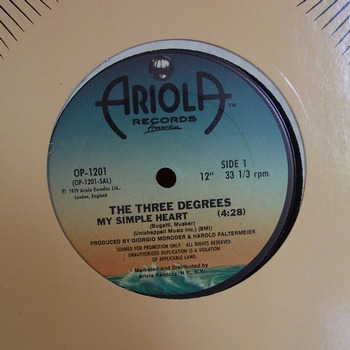 ARIOLA™
RECORDS
America
OP-1201
(OP-1201-SAL)
℗ 1979 Ariola Eurodisc Ltd.,
London, England
SIDE 1
12" 33 1/3 rpm
THE THREE DEGREES
MY SIMPLE HEART (4:28)
(Bugatti, Musker)
(Unichappell Music Inc.) (BMI)
PRODUCED BY GIORGIO MORODER & HAROLD FALTERMEIER
LOANED FOR PROMOTION ONLY ALL RIGHTS RESERVED
UNAUTHORIZED DUPLICATION IS A VIOLATION
OF APPLICABLE LAWS.
Marketed and Distributed by
Arista Records, N.Y., N.Y.